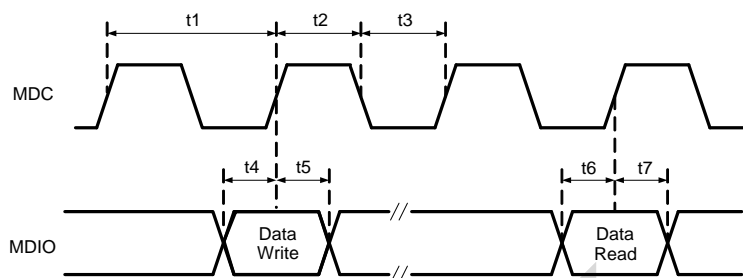 t1 t2 t3
MDC
t4 t5 t6 t7
MDIO
Data
Write
//
//
Data
Read